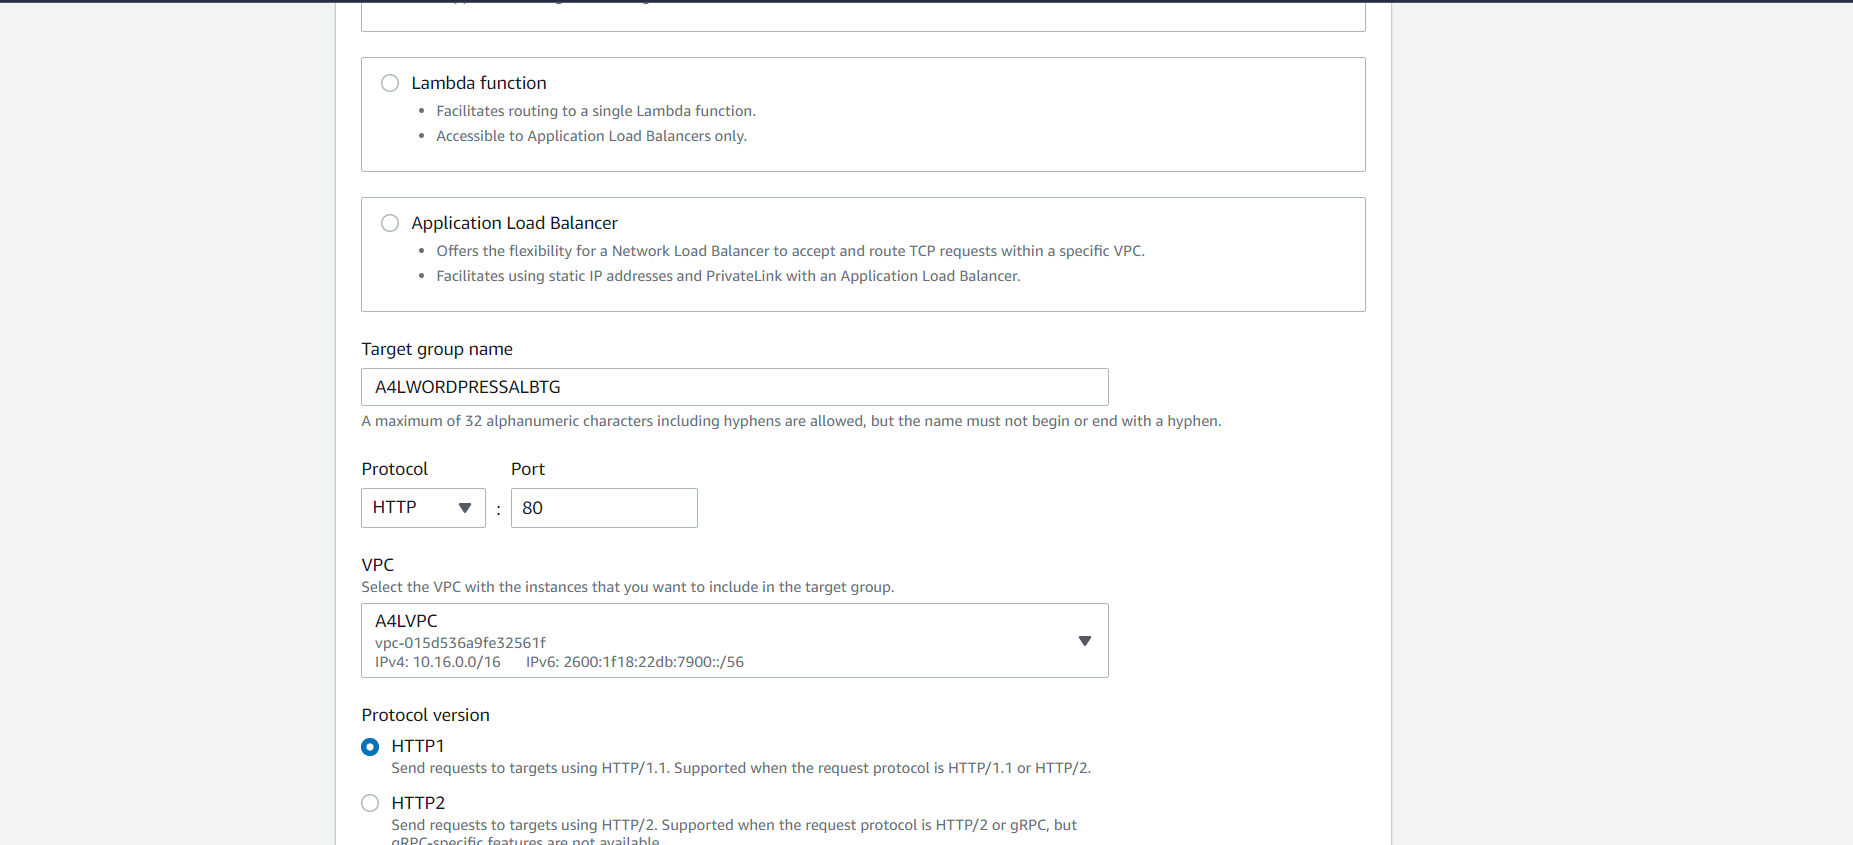 Lambda function
• Facilitates routing to a single Lambda function.
• Accessible to Application Load Balancers only.
Application Load Balancer
• Offers the flexibility for a Network Load Balancer to accept and route TCP requests within a specific VPC.
• Facilitates using static IP addresses and PrivateLink with an Application Load Balancer.
Target group name
A4LWORDPRESSALBTG
A maximum of 32 alphanumeric characters including hyphens are allowed, but the name must not begin or end with a hyphen.
Protocol Port
HTTP : 80
VPC
Select the VPC with the instances that you want to include in the target group.
A4LVPC
vpc-015d536a9fe32561f
IPv4: 10.16.0.0/16 IPv6: 2600:1f18:22db:7900::/56
Protocol version
HTTP1
Send requests to targets using HTTP/1.1. Supported when the request protocol is HTTP/1.1 or HTTP/2.
HTTP2
Send requests to targets using HTTP/2. Supported when the request protocol is HTTP/2 or gRPC, but
gRPC-specific features are not available.